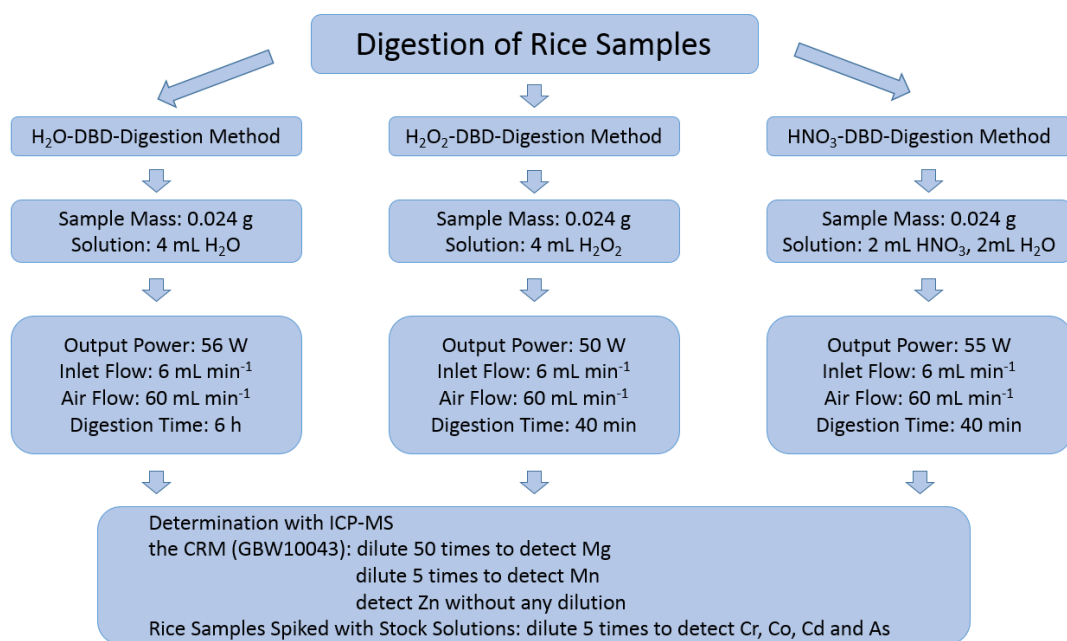 Digestion of Rice Samples
H₂O-DBD-Digestion Method
H₂O₂-DBD-Digestion Method
HNO₃-DBD-Digestion Method
Sample Mass: 0.024 g
Solution: 4 mL H₂O
Sample Mass: 0.024 g
Solution: 4 mL H₂O₂
Sample Mass: 0.024 g
Solution: 2 mL HNO₃, 2mL H₂O
Output Power: 56 W
Inlet Flow: 6 mL min⁻¹
Air Flow: 60 mL min⁻¹
Digestion Time: 6 h
Output Power: 50 W
Inlet Flow: 6 mL min⁻¹
Air Flow: 60 mL min⁻¹
Digestion Time: 40 min
Output Power: 55 W
Inlet Flow: 6 mL min⁻¹
Air Flow: 60 mL min⁻¹
Digestion Time: 40 min
Determination with ICP-MS
the CRM (GBW10043): dilute 50 times to detect Mg
dilute 5 times to detect Mn
detect Zn without any dilution
Rice Samples Spiked with Stock Solutions: dilute 5 times to detect Cr, Co, Cd and As